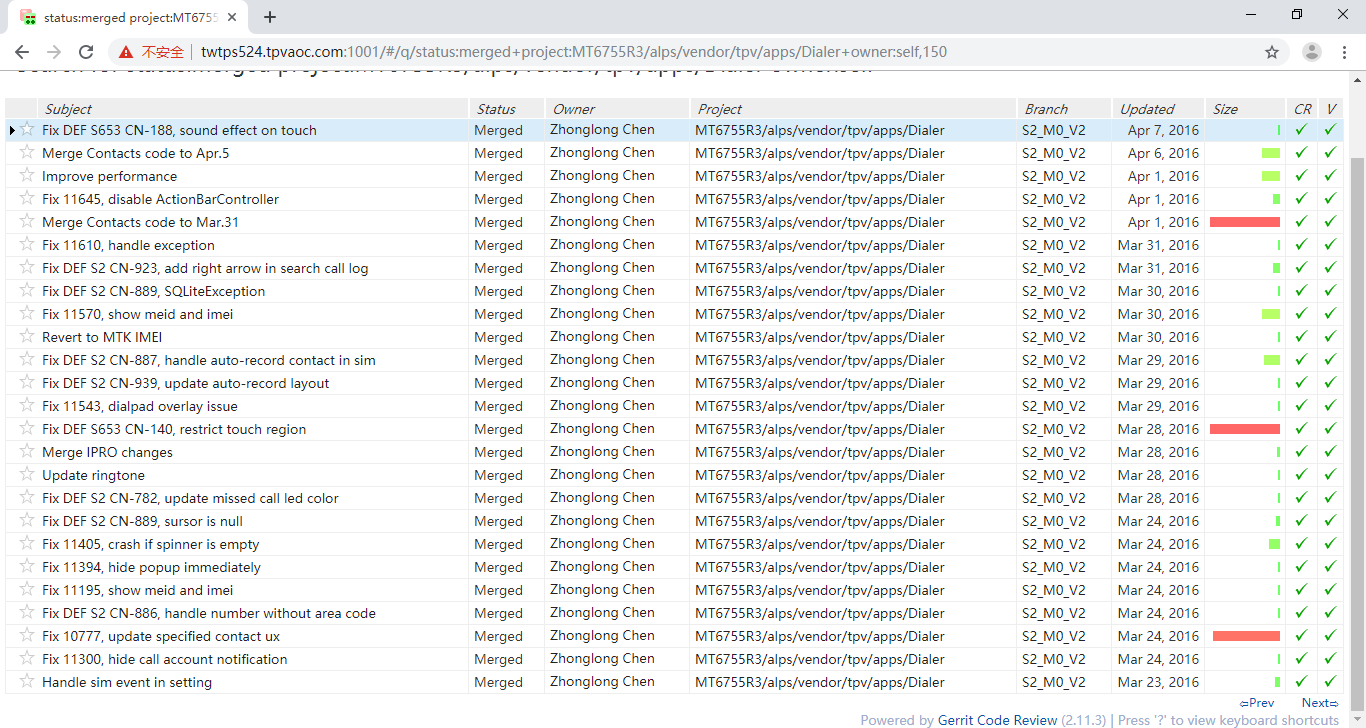 status:merged project:MT6755
不安全 twtps524.tpvaoc.com:1001/#/q/status:merged+project:MT6755R3/alps/vendor/tpv/apps/Dialer+owner:self,150
Subject Status Owner Project Branch Updated Size CR V
Fix DEF S653 CN-188, sound effect on touch Merged Zhonglong Chen MT6755R3/alps/vendor/tpv/apps/Dialer S2_M0_V2 Apr 7, 2016
Merge Contacts code to Apr.5 Merged Zhonglong Chen MT6755R3/alps/vendor/tpv/apps/Dialer S2_M0_V2 Apr 6, 2016
Improve performance Merged Zhonglong Chen MT6755R3/alps/vendor/tpv/apps/Dialer S2_M0_V2 Apr 1, 2016
Fix 11645, disable ActionBarController Merged Zhonglong Chen MT6755R3/alps/vendor/tpv/apps/Dialer S2_M0_V2 Apr 1, 2016
Merge Contacts code to Mar.31 Merged Zhonglong Chen MT6755R3/alps/vendor/tpv/apps/Dialer S2_M0_V2 Apr 1, 2016
Fix 11610, handle exception Merged Zhonglong Chen MT6755R3/alps/vendor/tpv/apps/Dialer S2_M0_V2 Mar 31, 2016
Fix DEF S2 CN-923, add right arrow in search call log Merged Zhonglong Chen MT6755R3/alps/vendor/tpv/apps/Dialer S2_M0_V2 Mar 31, 2016
Fix DEF S2 CN-889, SQLiteException Merged Zhonglong Chen MT6755R3/alps/vendor/tpv/apps/Dialer S2_M0_V2 Mar 30, 2016
Fix 11570, show meid and imei Merged Zhonglong Chen MT6755R3/alps/vendor/tpv/apps/Dialer S2_M0_V2 Mar 30, 2016
Revert to MTK IMEI Merged Zhonglong Chen MT6755R3/alps/vendor/tpv/apps/Dialer S2_M0_V2 Mar 30, 2016
Fix DEF S2 CN-887, handle auto-record contact in sim Merged Zhonglong Chen MT6755R3/alps/vendor/tpv/apps/Dialer S2_M0_V2 Mar 29, 2016
Fix DEF S2 CN-939, update auto-record layout Merged Zhonglong Chen MT6755R3/alps/vendor/tpv/apps/Dialer S2_M0_V2 Mar 29, 2016
Fix 11543, dialpad overlay issue Merged Zhonglong Chen MT6755R3/alps/vendor/tpv/apps/Dialer S2_M0_V2 Mar 29, 2016
Fix DEF S653 CN-140, restrict touch region Merged Zhonglong Chen MT6755R3/alps/vendor/tpv/apps/Dialer S2_M0_V2 Mar 28, 2016
Merge IPRO changes Merged Zhonglong Chen MT6755R3/alps/vendor/tpv/apps/Dialer S2_M0_V2 Mar 28, 2016
Update ringtone Merged Zhonglong Chen MT6755R3/alps/vendor/tpv/apps/Dialer S2_M0_V2 Mar 28, 2016
Fix DEF S2 CN-782, update missed call led color Merged Zhonglong Chen MT6755R3/alps/vendor/tpv/apps/Dialer S2_M0_V2 Mar 28, 2016
Fix DEF S2 CN-889, sursor is null Merged Zhonglong Chen MT6755R3/alps/vendor/tpv/apps/Dialer S2_M0_V2 Mar 24, 2016
Fix 11405, crash if spinner is empty Merged Zhonglong Chen MT6755R3/alps/vendor/tpv/apps/Dialer S2_M0_V2 Mar 24, 2016
Fix 11394, hide popup immediately Merged Zhonglong Chen MT6755R3/alps/vendor/tpv/apps/Dialer S2_M0_V2 Mar 24, 2016
Fix 11195, show meid and imei Merged Zhonglong Chen MT6755R3/alps/vendor/tpv/apps/Dialer S2_M0_V2 Mar 24, 2016
Fix DEF S2 CN-886, handle number without area code Merged Zhonglong Chen MT6755R3/alps/vendor/tpv/apps/Dialer S2_M0_V2 Mar 24, 2016
Fix 10777, update specified contact ux Merged Zhonglong Chen MT6755R3/alps/vendor/tpv/apps/Dialer S2_M0_V2 Mar 24, 2016
Fix 11300, hide call account notification Merged Zhonglong Chen MT6755R3/alps/vendor/tpv/apps/Dialer S2_M0_V2 Mar 24, 2016
Handle sim event in setting Merged Zhonglong Chen MT6755R3/alps/vendor/tpv/apps/Dialer S2_M0_V2 Mar 23, 2016
⇦Prev Next⇨
Powered by Gerrit Code Review (2.11.3) | Press '?' to view keyboard shortcuts